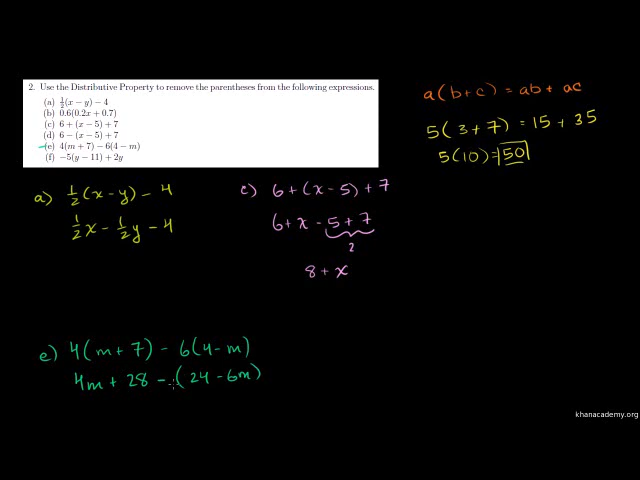 2. Use the Distributive Property to remove the parentheses from the following expressions.
(a) ½(x − y) − 4
(b) 0.6(0.2x + 0.7)
(c) 6 + (x − 5) + 7
(d) 6 − (x − 5) + 7
(e) 4(m + 7) − 6(4 − m)
(f) −5(y − 11) + 2y
a(b+c) = ab + ac
5(3+7) = 15 + 35
5(10) = 50
a) ½(x-y) - 4
½x - ½y - 4
c) 6 + (x - 5) + 7
6 + x - 5 + 7
2
8 + x
e) 4(m + 7) - 6(4 - m)
4m + 28 - (24 - 6m)
khanacademy.org